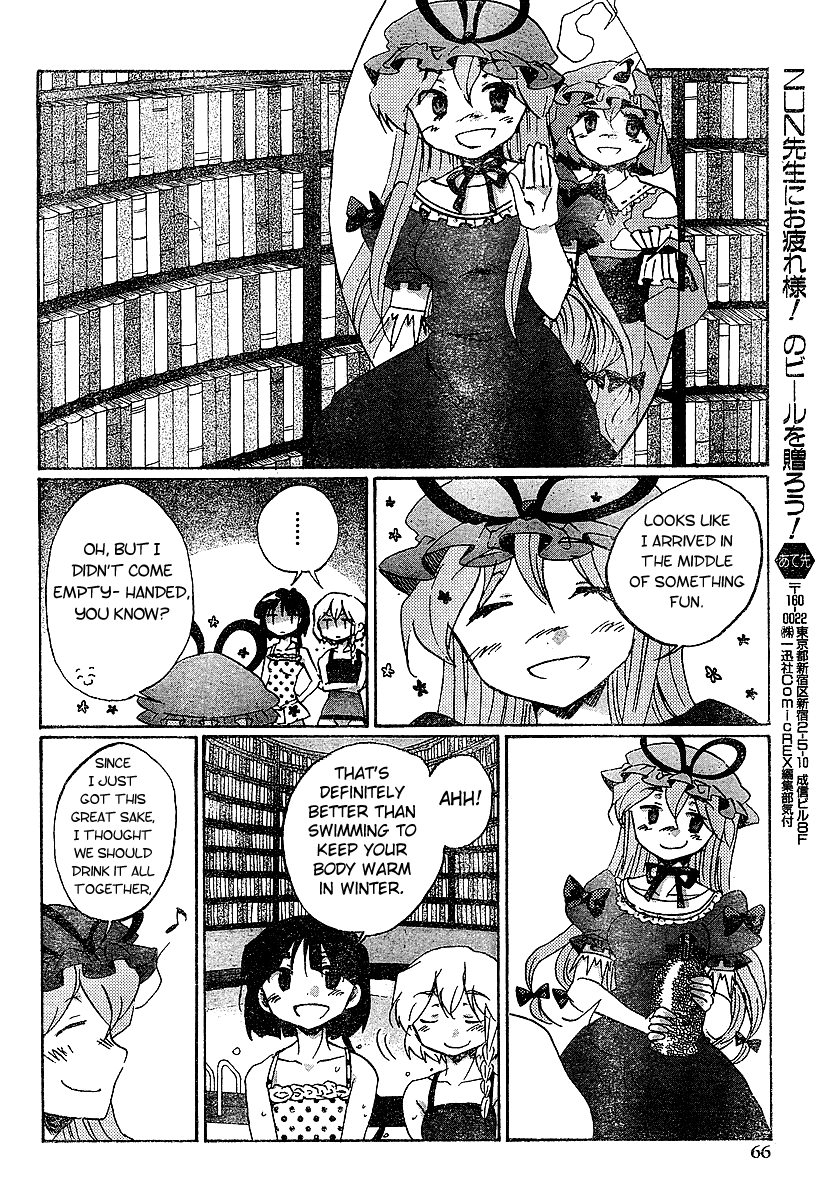 ZUN先生にお疲れ様！のビールを贈ろう！
あて先
〒160-0022 東京都新宿区新宿2-5-10 成信ビル8F
㈱一迅社ComicREX編集部気付
LOOKS LIKE
I ARRIVED IN
THE MIDDLE
OF SOMETHING
FUN.
......
OH, BUT I
DIDN'T COME
EMPTY- HANDED,
YOU KNOW?
AHH!
THAT'S
DEFINITELY
BETTER THAN
SWIMMING TO
KEEP YOUR
BODY WARM
IN WINTER.
SINCE
I JUST
GOT THIS
GREAT SAKE,
I THOUGHT
WE SHOULD
DRINK IT ALL
TOGETHER,
66